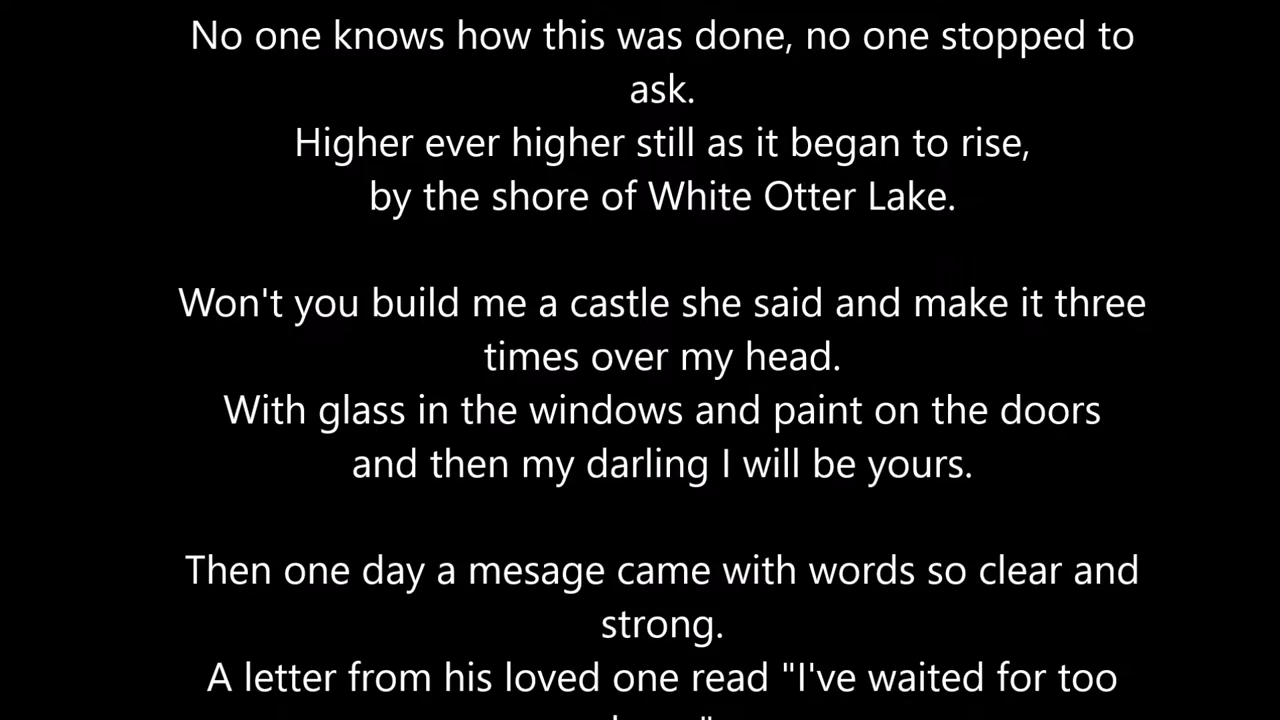 No one knows how this was done, no one stopped to
ask.
Higher ever higher still as it began to rise,
by the shore of White Otter Lake.
Won't you build me a castle she said and make it three
times over my head.
With glass in the windows and paint on the doors
and then my darling I will be yours.
Then one day a mesage came with words so clear and
strong.
A letter from his loved one read "I've waited for too